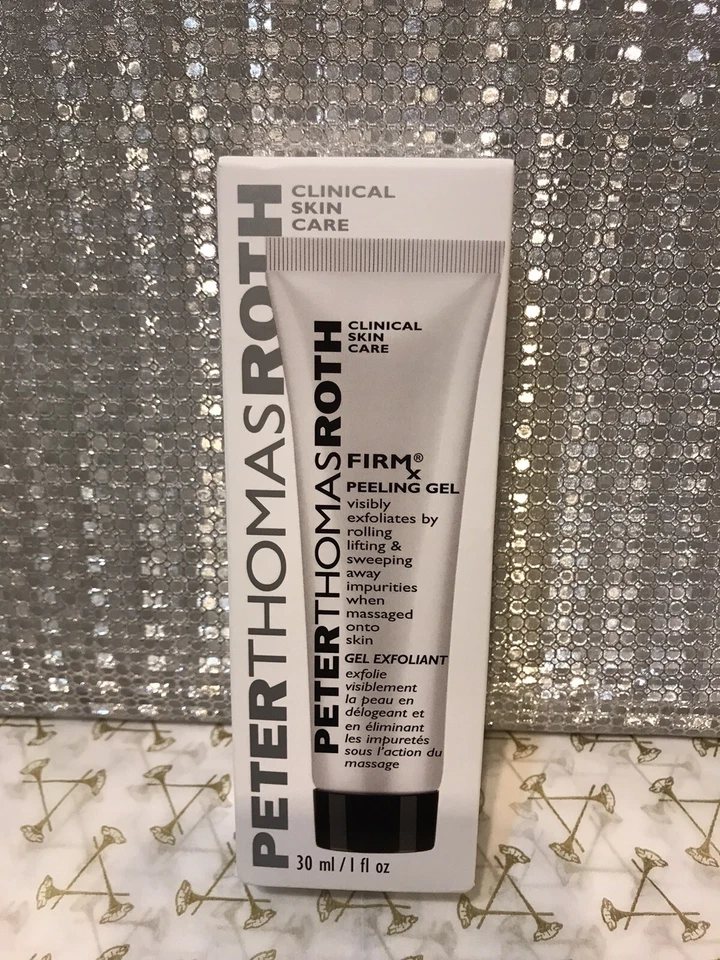 PETERTHOMASROTH
CLINICAL
SKIN
CARE
PETERTHOMASROTH
CLINICAL
SKIN
CARE
FIRMX®
PEELING GEL
visibly
exfoliates by
rolling
lifting &
sweeping
away
impurities
when
massaged
onto
skin
GEL EXFOLIANT
exfolie
visiblement
la peau en
délogeant et
en éliminant
les impuretés
sous l'action du
massage
30 ml / 1 fl oz